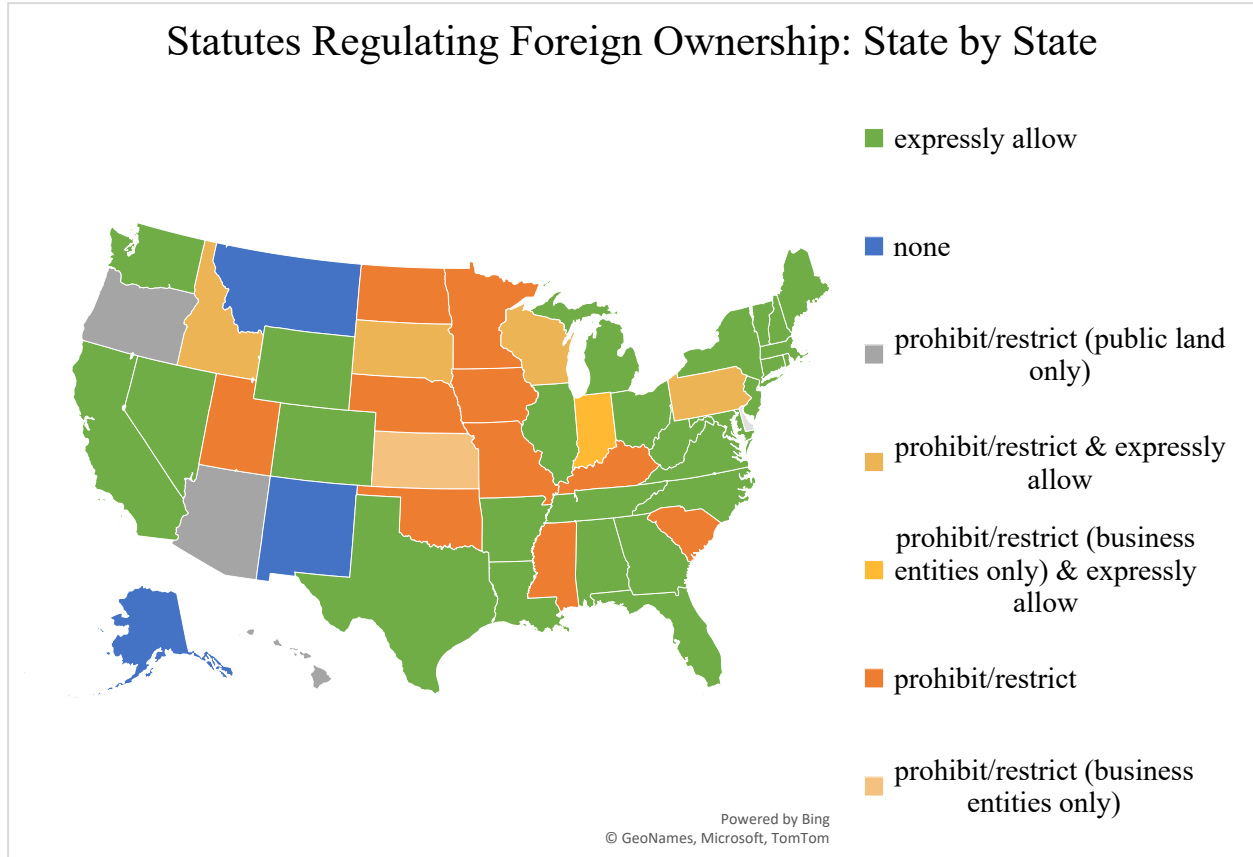 Statutes Regulating Foreign Ownership: State by State
expressly allow
none
prohibit/restrict (public land
only)
prohibit/restrict & expressly
allow
prohibit/restrict (business
entities only) & expressly
allow
prohibit/restrict
prohibit/restrict (business
entities only)
Powered by Bing
© GeoNames, Microsoft, TomTom